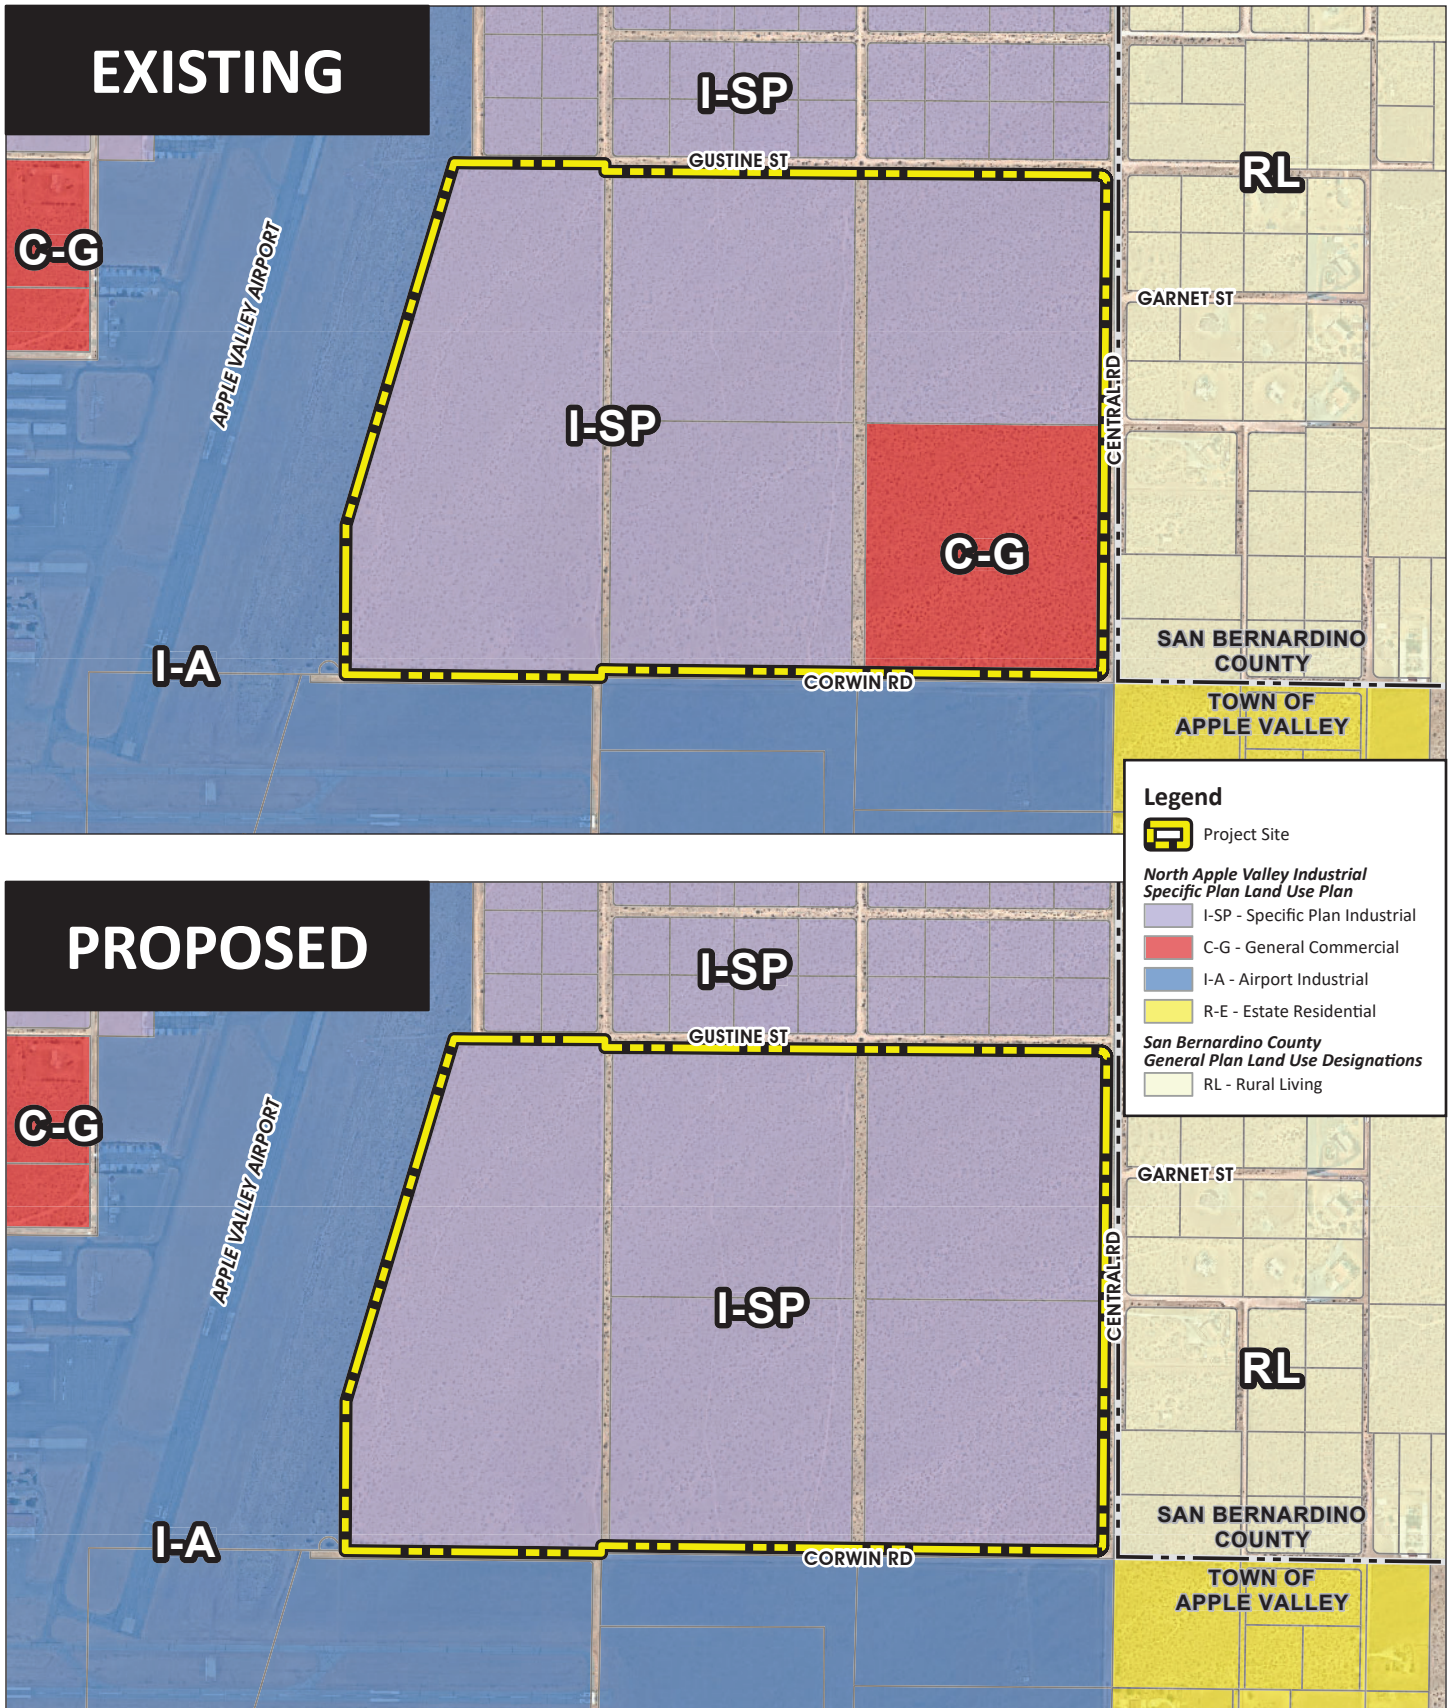 EXISTING
I-SP
GUSTINE ST
RL
C-G
APPLE VALLEY AIRPORT
GARNET ST
CENTRAL RD
I-SP
C-G
SAN BERNARDINO
COUNTY
I-A
CORWIN RD
TOWN OF
APPLE VALLEY
Legend
Project Site
North Apple Valley Industrial
Specific Plan Land Use Plan
I-SP - Specific Plan Industrial
C-G - General Commercial
I-A - Airport Industrial
R-E - Estate Residential
San Bernardino County
General Plan Land Use Designations
RL - Rural Living
PROPOSED
I-SP
GUSTINE ST
C-G
APPLE VALLEY AIRPORT
GARNET ST
CENTRAL RD
I-SP
RL
SAN BERNARDINO
COUNTY
I-A
CORWIN RD
TOWN OF
APPLE VALLEY